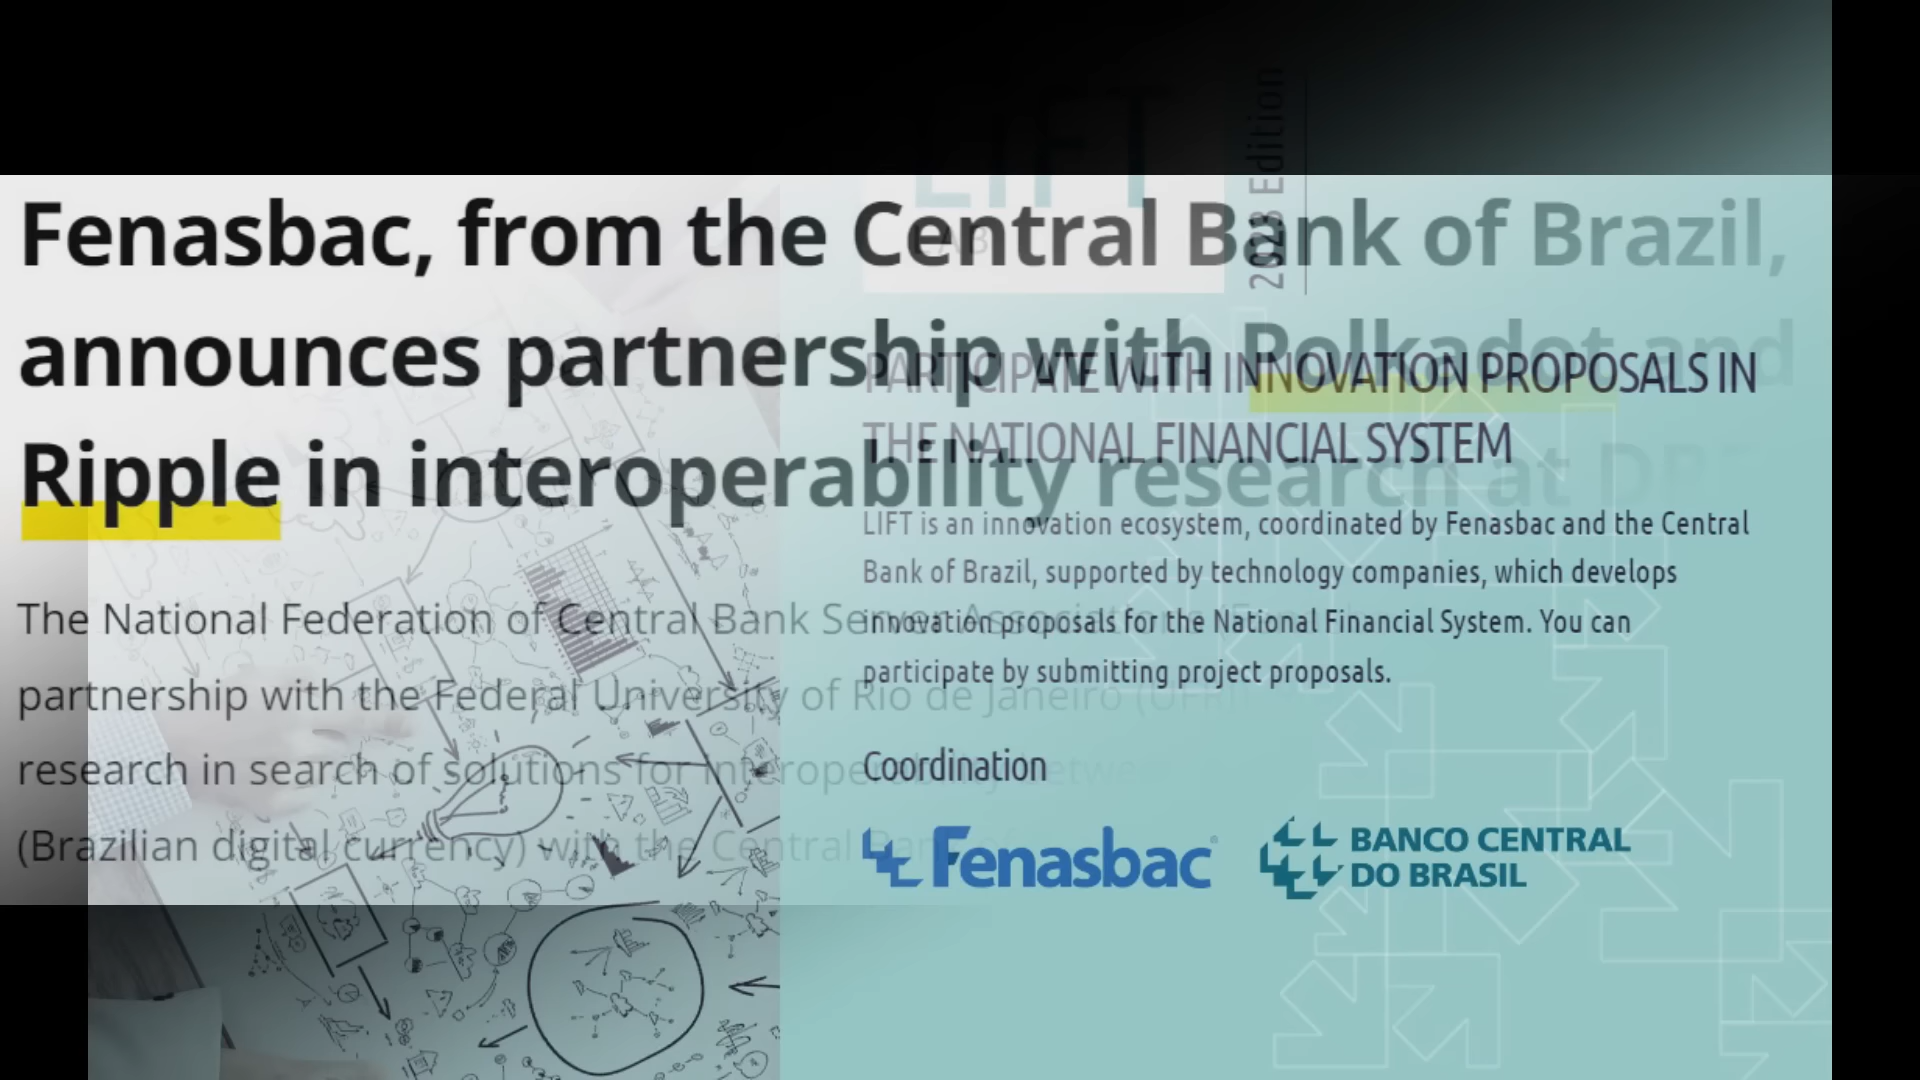 Fenasbac, from the Central Bank of Brazil,
announces partnership with Polkadot and
Ripple in interoperability research at
The National Federation of Central Bank Server Associations
partnership with the Federal University of Rio de Janeiro
research in search of solutions for interoperability
(Brazilian digital currency) with the Central Bank
LIFT
LAB
Edition
PARTICIPATE WITH INNOVATION PROPOSALS IN
THE NATIONAL FINANCIAL SYSTEM
LIFT is an innovation ecosystem, coordinated by Fenasbac and the Central
Bank of Brazil, supported by technology companies, which develops
innovation proposals for the National Financial System. You can
participate by submitting project proposals.
Coordination
Fenasbac
BANCO CENTRAL
DO BRASIL